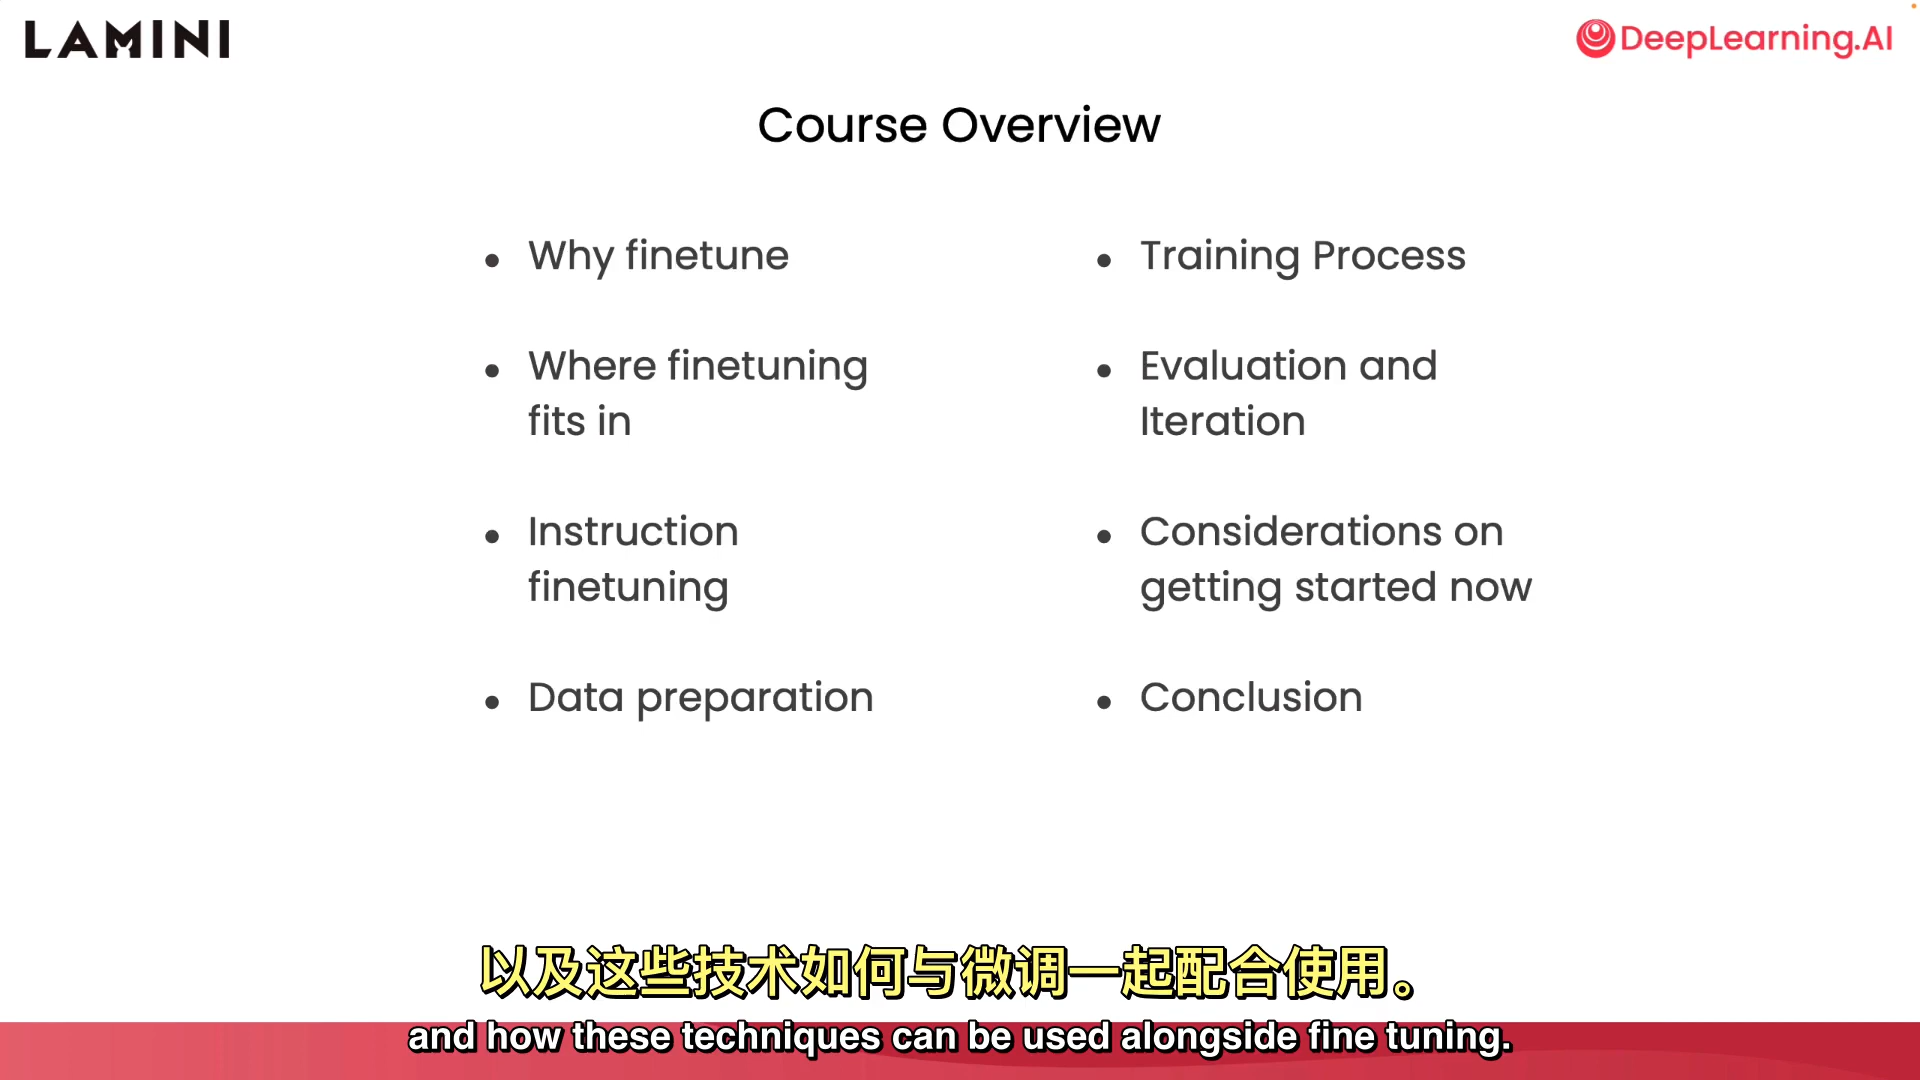 LAMINI
DeepLearning.AI
Course Overview
• Why finetune
• Where finetuning
fits in
• Instruction
finetuning
• Data preparation
• Training Process
• Evaluation and
Iteration
• Considerations on
getting started now
• Conclusion
以及这些技术如何与微调一起配合使用。
and how these techniques can be used alongside fine tuning.